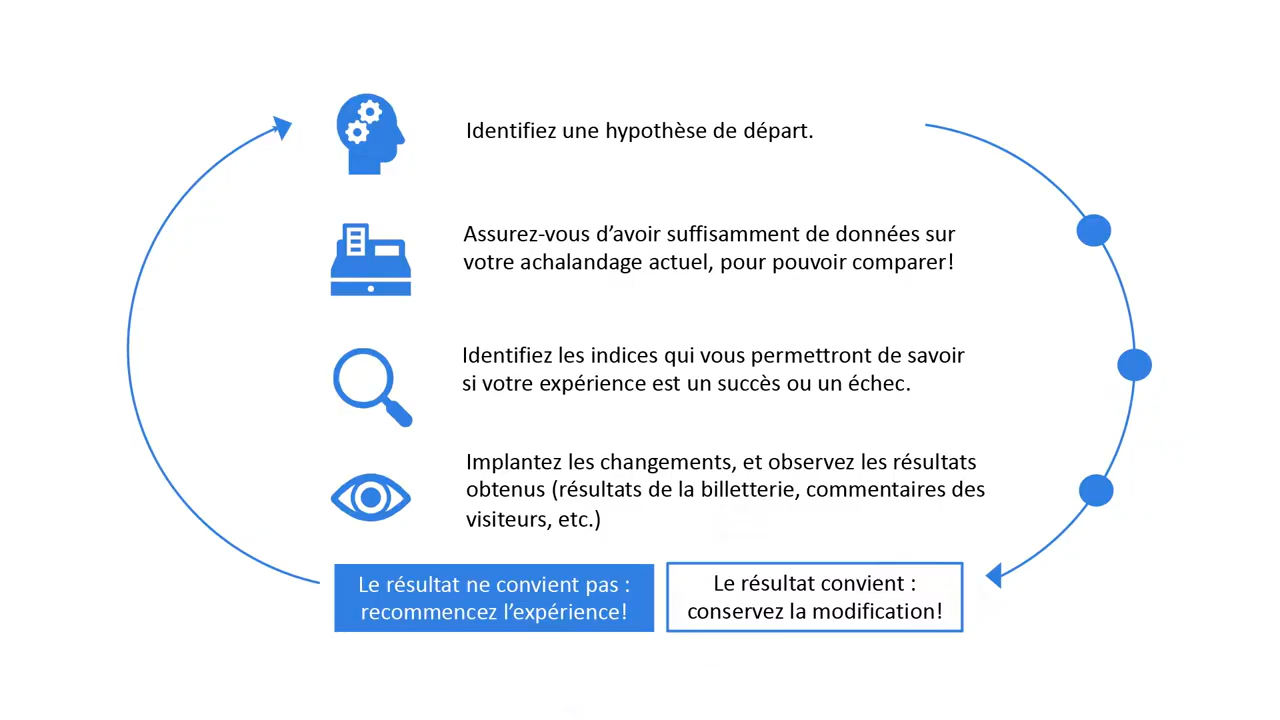 Identifiez une hypothèse de départ.
Assurez-vous d’avoir suffisamment de données sur
votre achalandage actuel, pour pouvoir comparer!
Identifiez les indices qui vous permettront de savoir
si votre expérience est un succès ou un échec.
Implantez les changements, et observez les résultats
obtenus (résultats de la billetterie, commentaires des
visiteurs, etc.)
Le résultat ne convient pas :
recommencez l’expérience!
Le résultat convient :
conservez la modification!